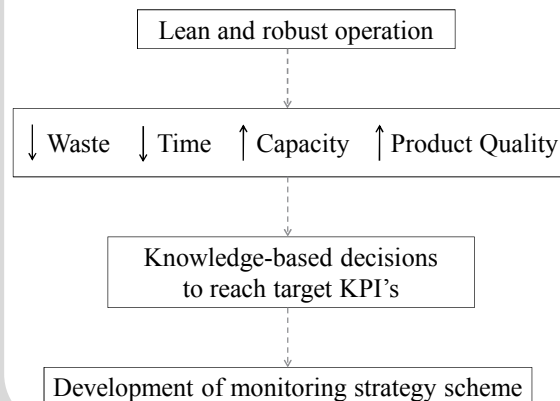 Lean and robust operation
↓ Waste ↓ Time ↑ Capacity ↑ Product Quality
Knowledge-based decisions
to reach target KPI's
Development of monitoring strategy scheme